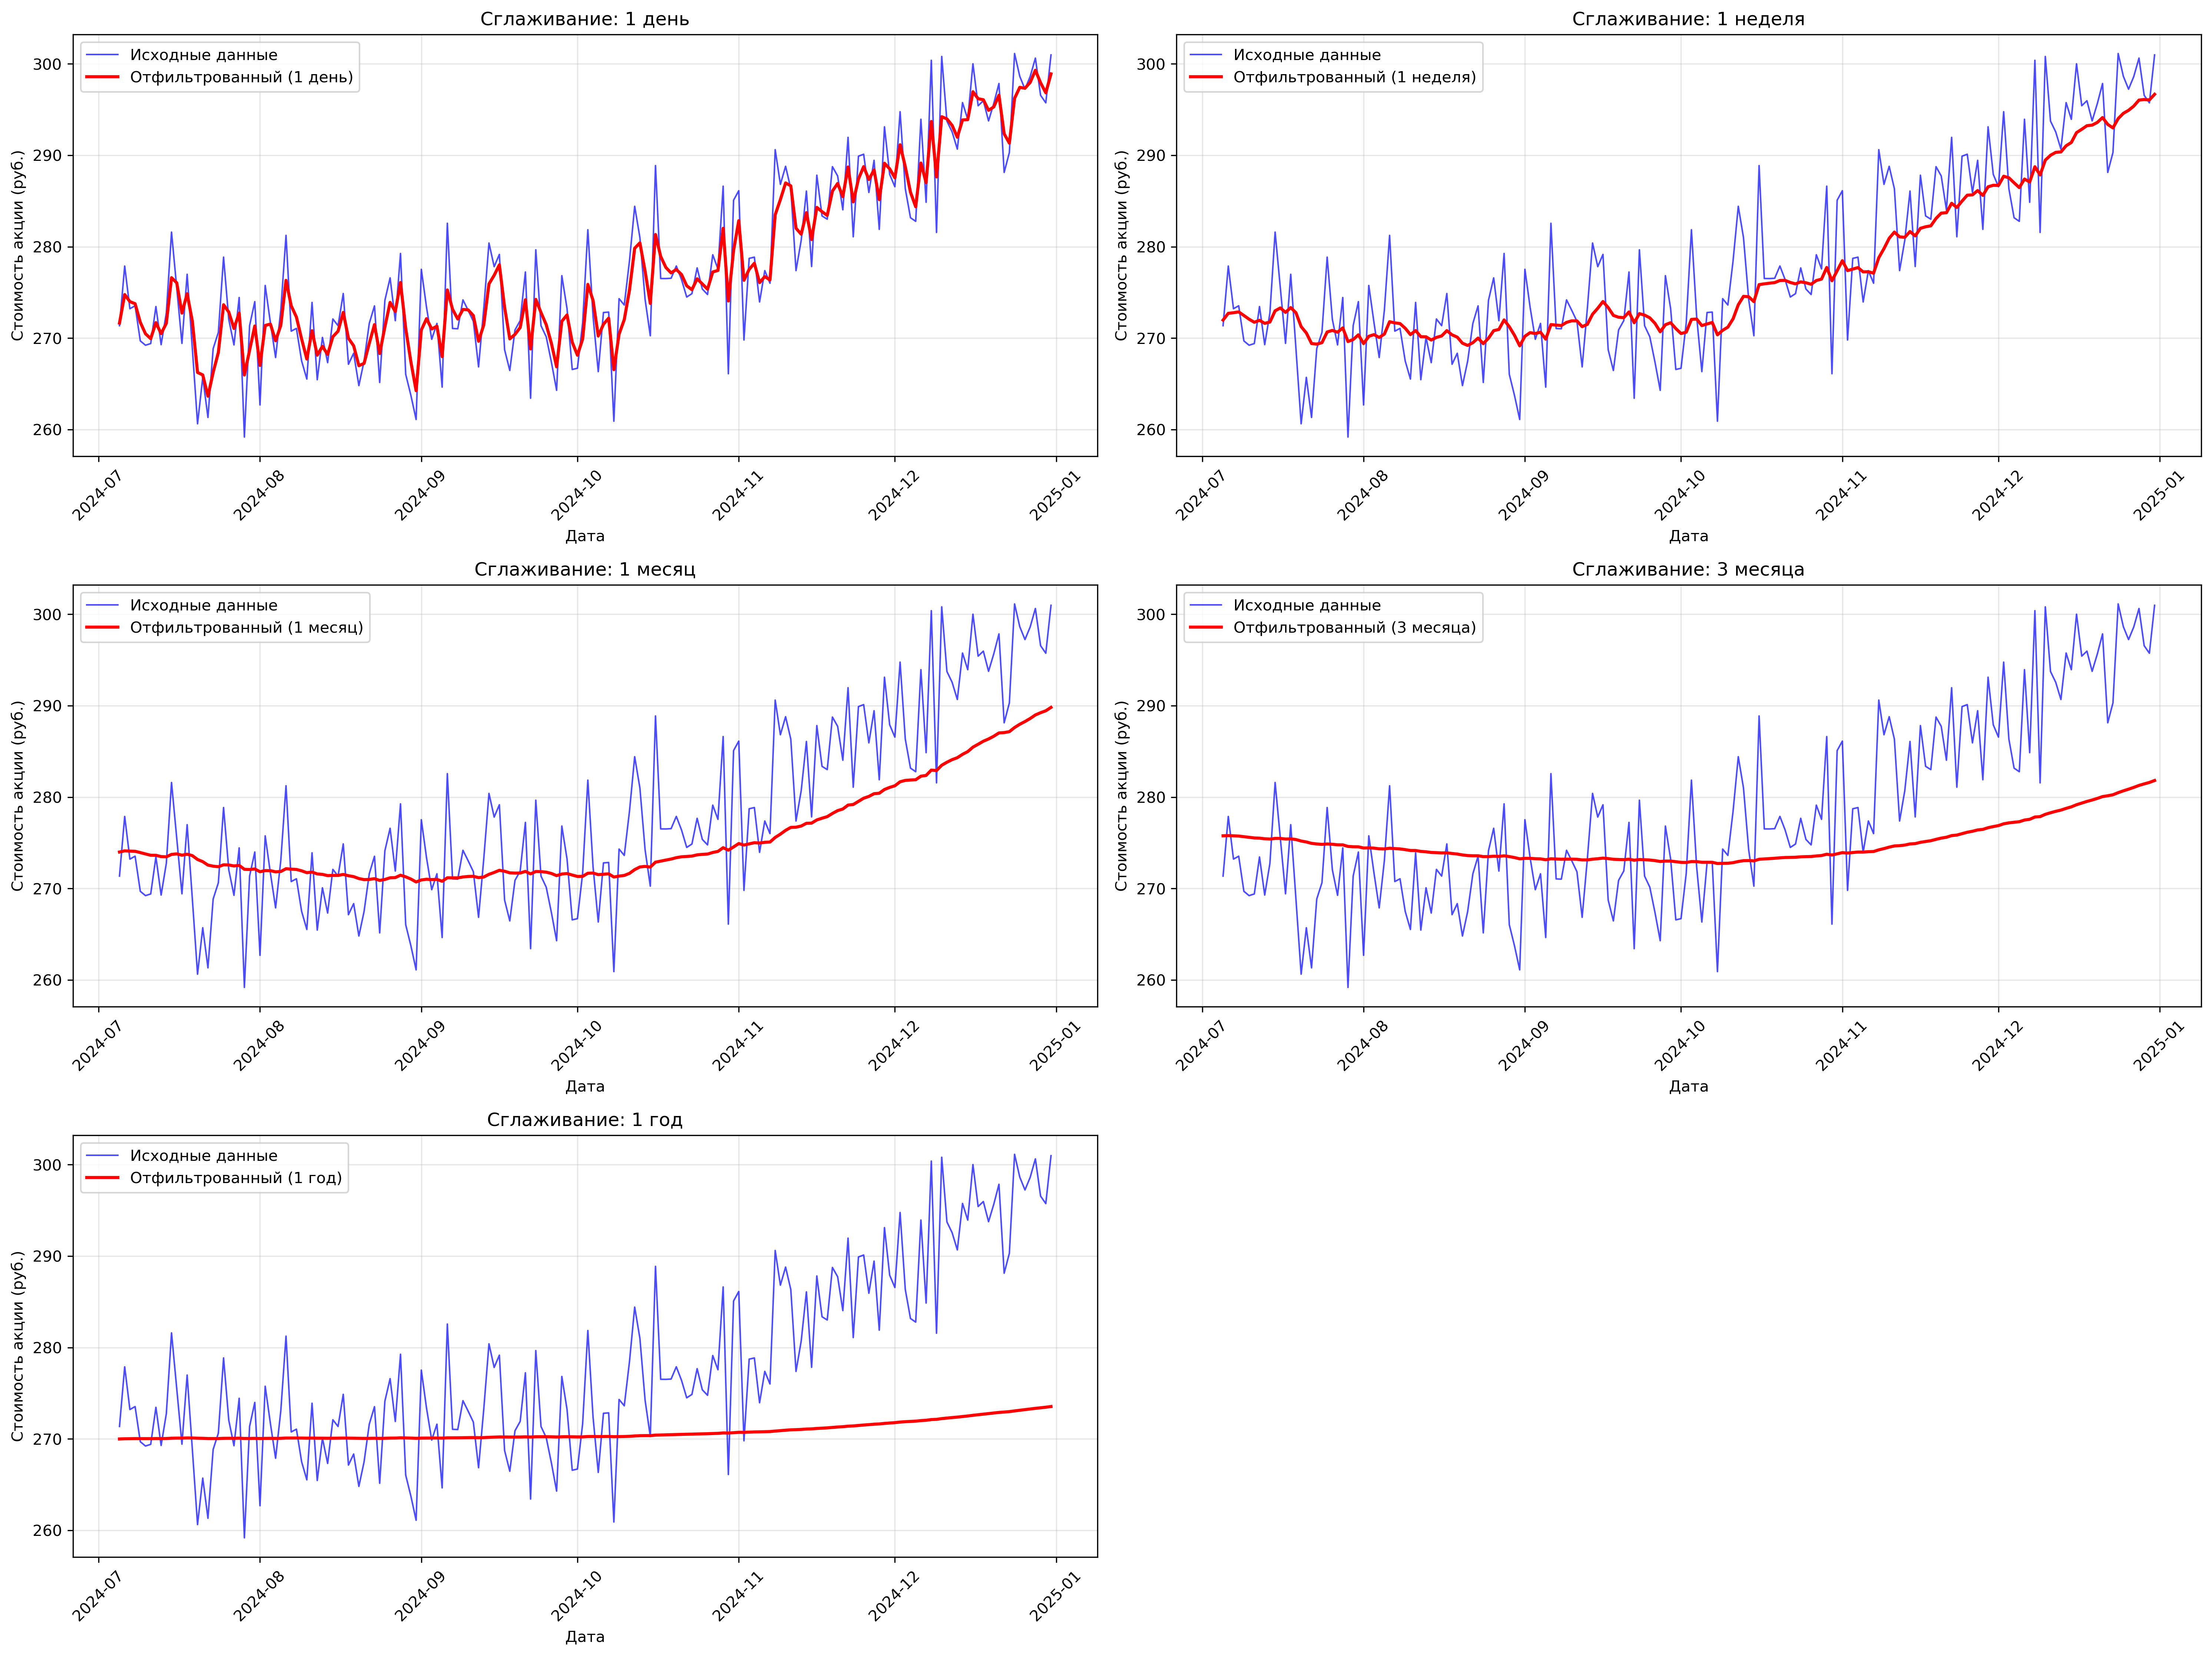 Сглаживание: 1 день
Исходные данные
Отфильтрованный (1 день)
Стоимость акции (руб.)
300
290
280
270
260
2024-07
2024-08
2024-09
2024-10
2024-11
2024-12
2025-01
Дата
Сглаживание: 1 неделя
Исходные данные
Отфильтрованный (1 неделя)
Стоимость акции (руб.)
300
290
280
270
260
2024-07
2024-08
2024-09
2024-10
2024-11
2024-12
2025-01
Дата
Сглаживание: 1 месяц
Исходные данные
Отфильтрованный (1 месяц)
Стоимость акции (руб.)
300
290
280
270
260
2024-07
2024-08
2024-09
2024-10
2024-11
2024-12
2025-01
Дата
Сглаживание: 3 месяца
Исходные данные
Отфильтрованный (3 месяца)
Стоимость акции (руб.)
300
290
280
270
260
2024-07
2024-08
2024-09
2024-10
2024-11
2024-12
2025-01
Дата
Сглаживание: 1 год
Исходные данные
Отфильтрованный (1 год)
Стоимость акции (руб.)
300
290
280
270
260
2024-07
2024-08
2024-09
2024-10
2024-11
2024-12
2025-01
Дата